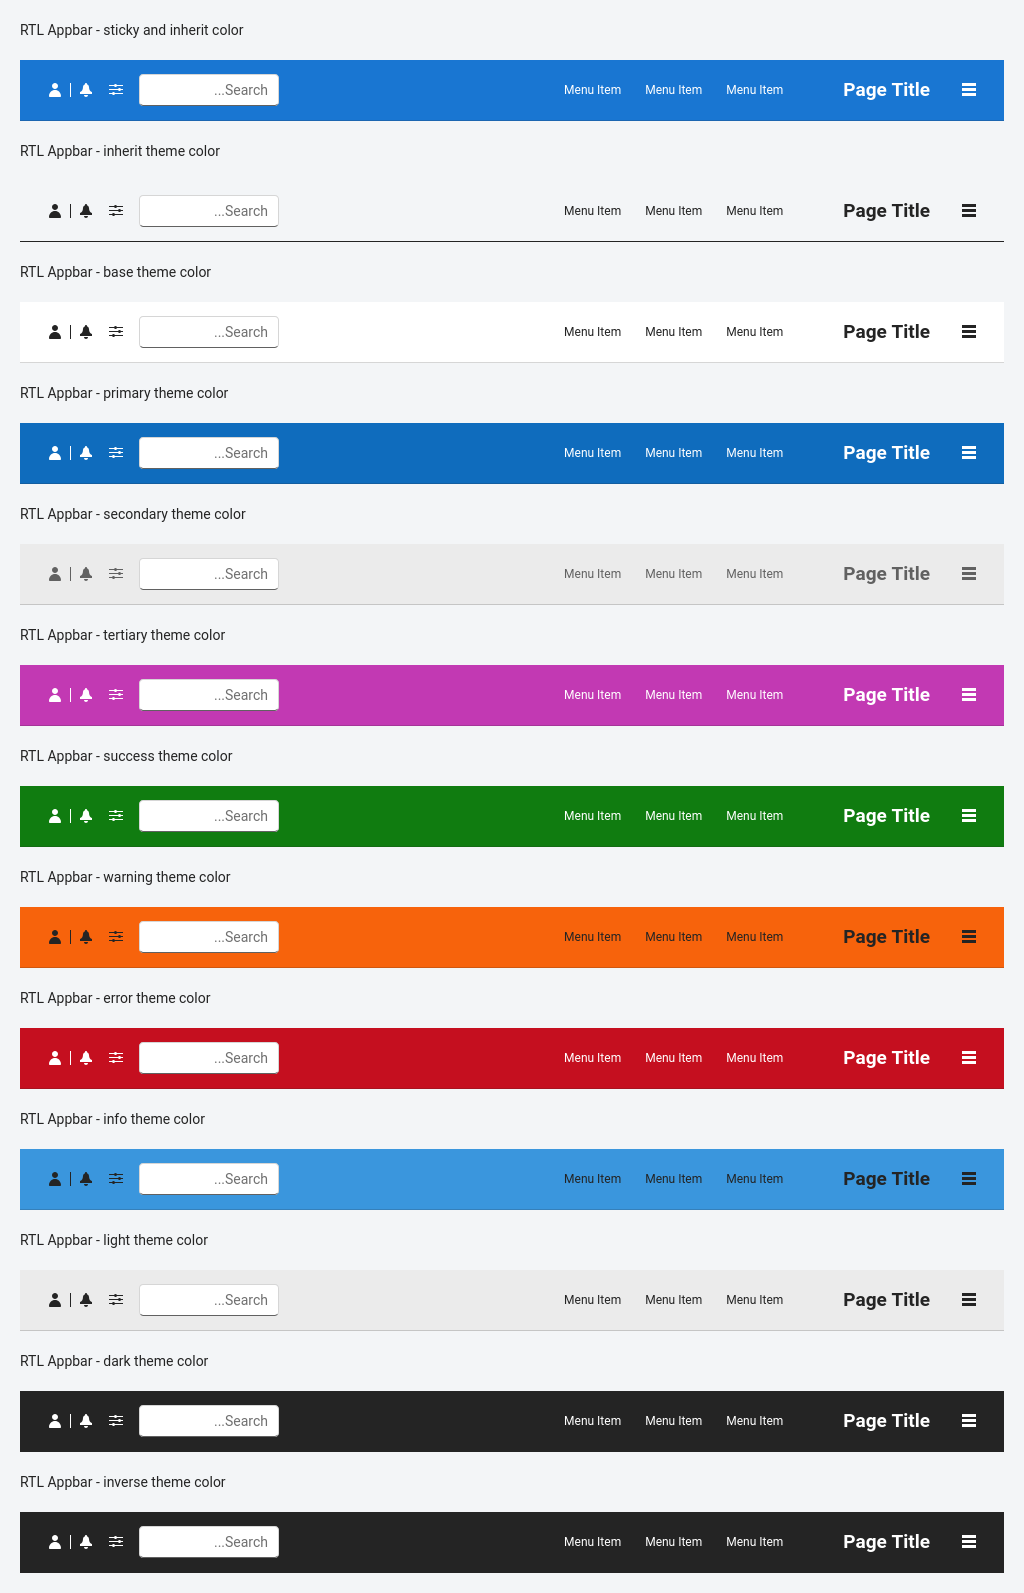 RTL Appbar - sticky and inherit color
...Search Menu Item Menu Item Menu Item Page Title
RTL Appbar - inherit theme color
...Search Menu Item Menu Item Menu Item Page Title
RTL Appbar - base theme color
...Search Menu Item Menu Item Menu Item Page Title
RTL Appbar - primary theme color
...Search Menu Item Menu Item Menu Item Page Title
RTL Appbar - secondary theme color
...Search Menu Item Menu Item Menu Item Page Title
RTL Appbar - tertiary theme color
...Search Menu Item Menu Item Menu Item Page Title
RTL Appbar - success theme color
...Search Menu Item Menu Item Menu Item Page Title
RTL Appbar - warning theme color
...Search Menu Item Menu Item Menu Item Page Title
RTL Appbar - error theme color
...Search Menu Item Menu Item Menu Item Page Title
RTL Appbar - info theme color
...Search Menu Item Menu Item Menu Item Page Title
RTL Appbar - light theme color
...Search Menu Item Menu Item Menu Item Page Title
RTL Appbar - dark theme color
...Search Menu Item Menu Item Menu Item Page Title
RTL Appbar - inverse theme color
...Search Menu Item Menu Item Menu Item Page Title